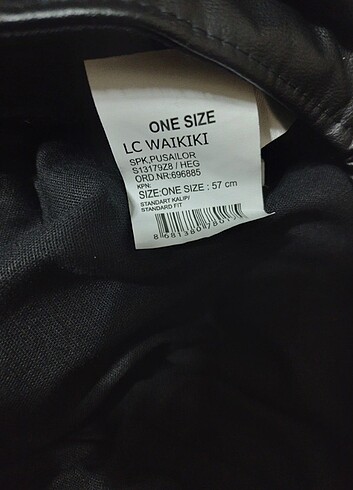 ONE SIZE
LC WAIKIKI
SPK,PUSAILOR
S13179Z8 / HEG
ORD.NR:696885
KPN:
SIZE:ONE SIZE : 57 cm
STANDART KALIP/
STANDARD FIT